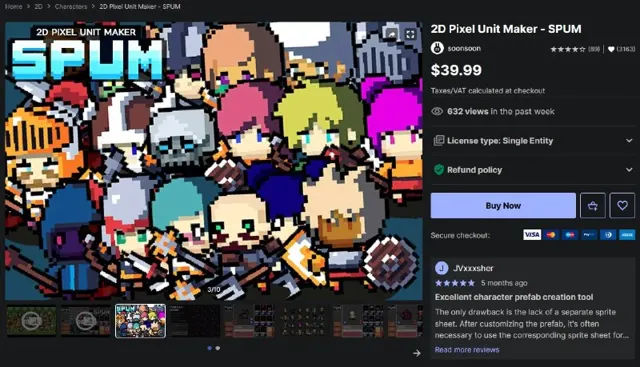 Home > 2D > Characters > 2D Pixel Unit Maker - SPUM
2D PIXEL UNIT MAKER
SPUM
3/10
2D Pixel Unit Maker - SPUM
soonsoon
(89) | (3163)
$39.99
Taxes/VAT calculated at checkout
632 views in the past week
License type: Single Entity
Refund policy
Buy Now
Secure checkout:
VISA
J JVxxxsher
5 months ago
Excellent character prefab creation tool
The only drawback is the lack of a separate sprite
sheet. After customizing the prefab, it's often
necessary to use the corresponding sprite sheet for...
Read more reviews